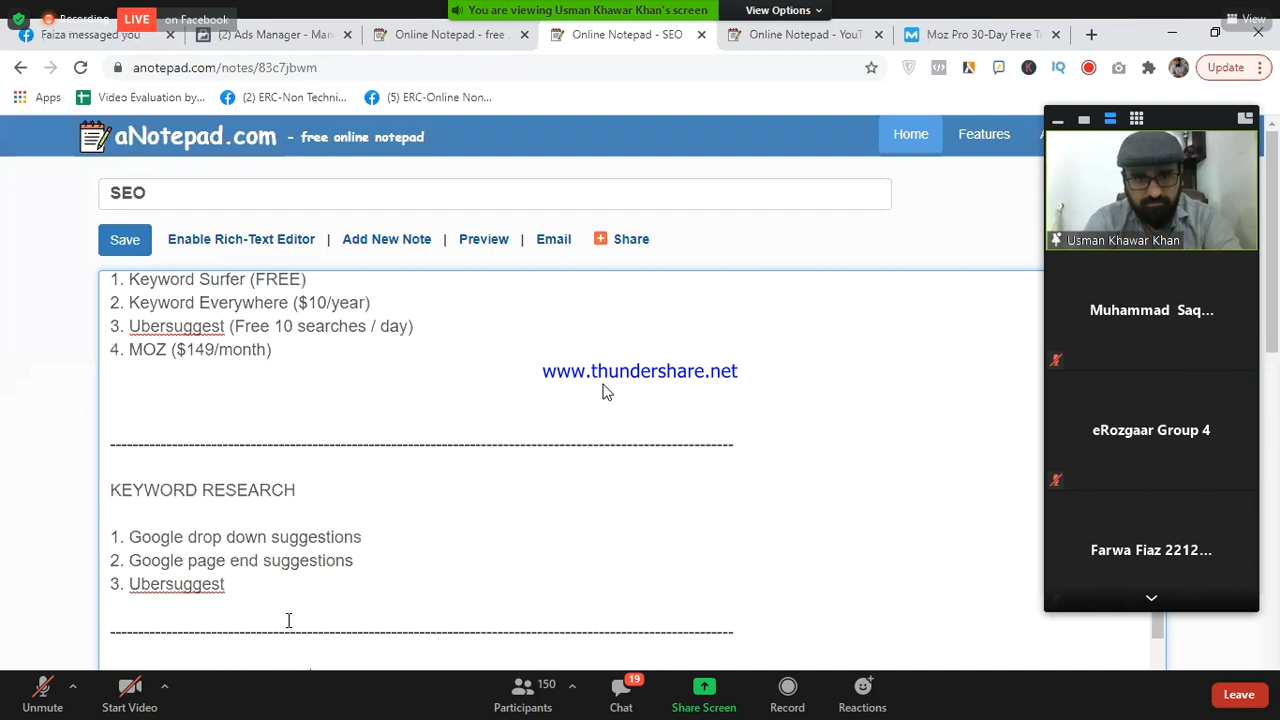 Recording
LIVE
on Facebook
You are viewing Usman Khawar Khan's screen
View Options
View
Faiza messaged you
(2) Ads Manager - Man
Online Notepad - free
Online Notepad - SEO
Online Notepad - YouT
Moz Pro 30-Day Free T
anotepad.com/notes/83c7jbwm
Update
Apps
Video Evaluation by...
(2) ERC-Non Techni...
(5) ERC-Online Non...
aNotepad.com - free online notepad
Home
Features
SEO
Save
Enable Rich-Text Editor | Add New Note | Preview | Email | Share
1. Keyword Surfer (FREE)
2. Keyword Everywhere ($10/year)
3. Ubersuggest (Free 10 searches / day)
4. MOZ ($149/month)
www.thundershare.net
KEYWORD RESEARCH
1. Google drop down suggestions
2. Google page end suggestions
3. Ubersuggest
Usman Khawar Khan
Muhammad Saq...
eRozgaar Group 4
Farwa Fiaz 2212...
Unmute
Start Video
150
Participants
19
Chat
Share Screen
Record
Reactions
Leave